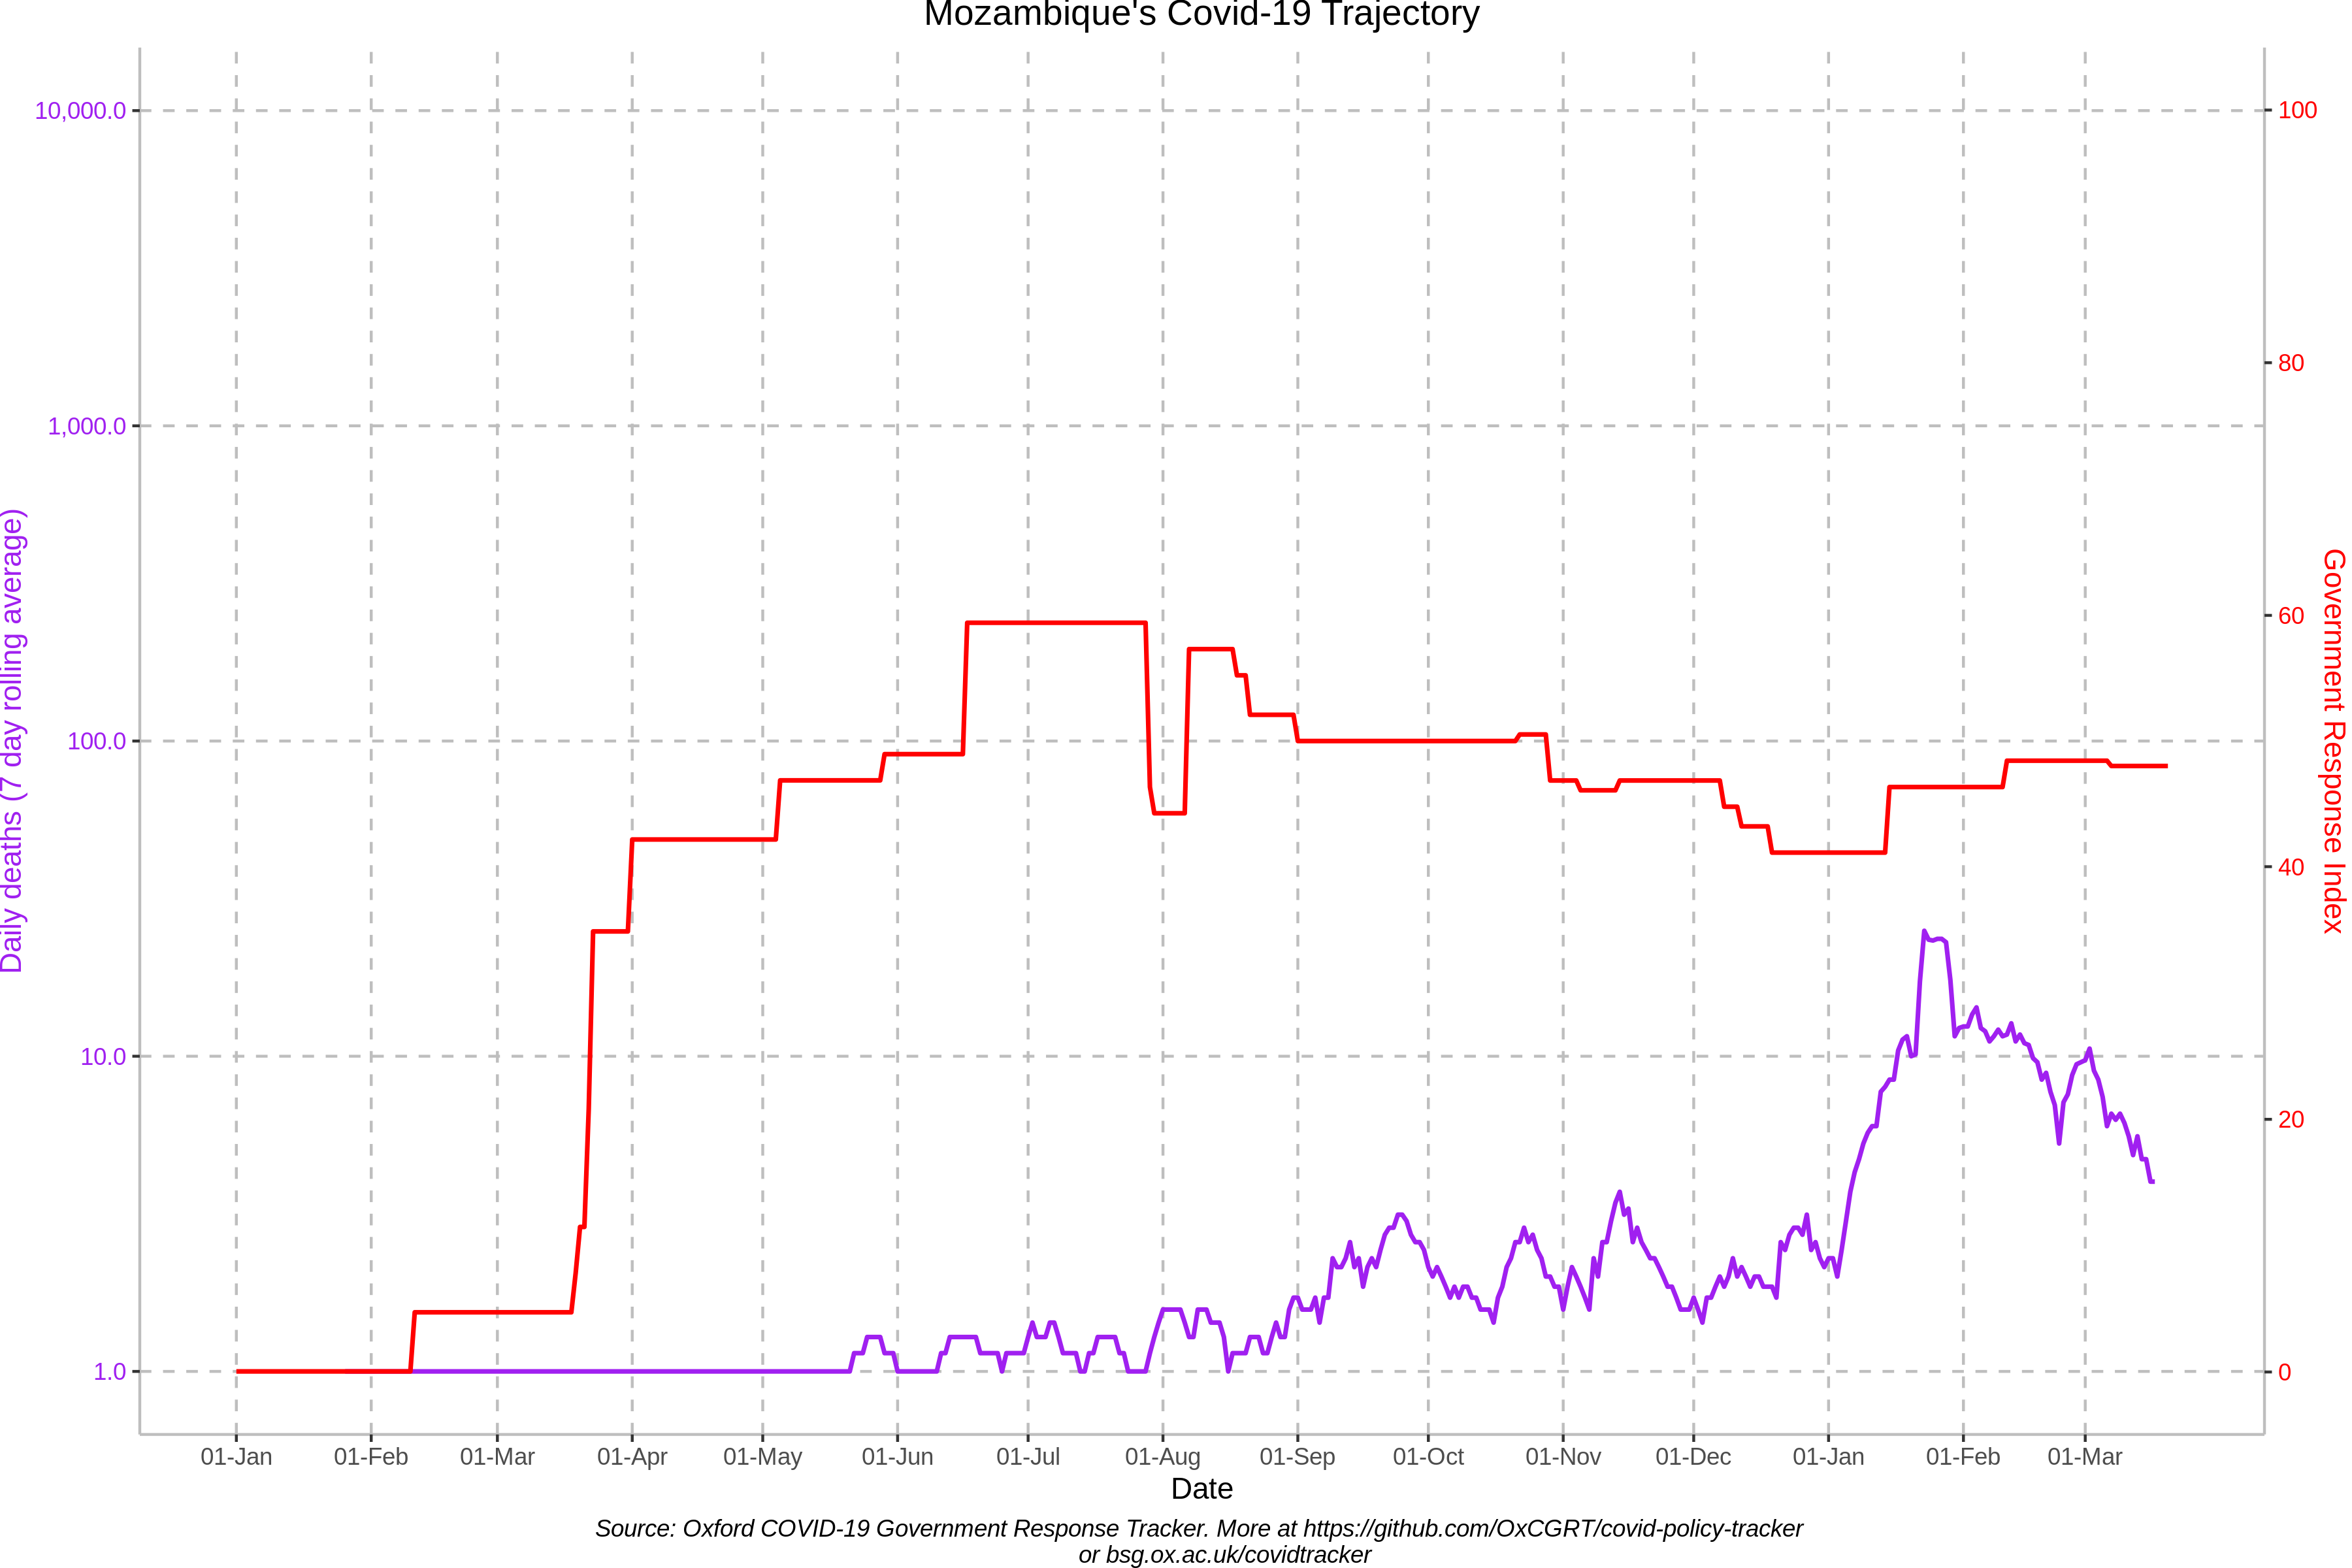 Mozambique's Covid-19 Trajectory
10,000.0
1,000.0
100.0
10.0
1.0
Daily deaths (7 day rolling average)
100
80
60
40
20
0
Government Response Index
01-Jan 01-Feb 01-Mar 01-Apr 01-May 01-Jun 01-Jul 01-Aug 01-Sep 01-Oct 01-Nov 01-Dec 01-Jan 01-Feb 01-Mar
Date
Source: Oxford COVID-19 Government Response Tracker. More at https://github.com/OxCGRT/covid-policy-tracker
or bsg.ox.ac.uk/covidtracker